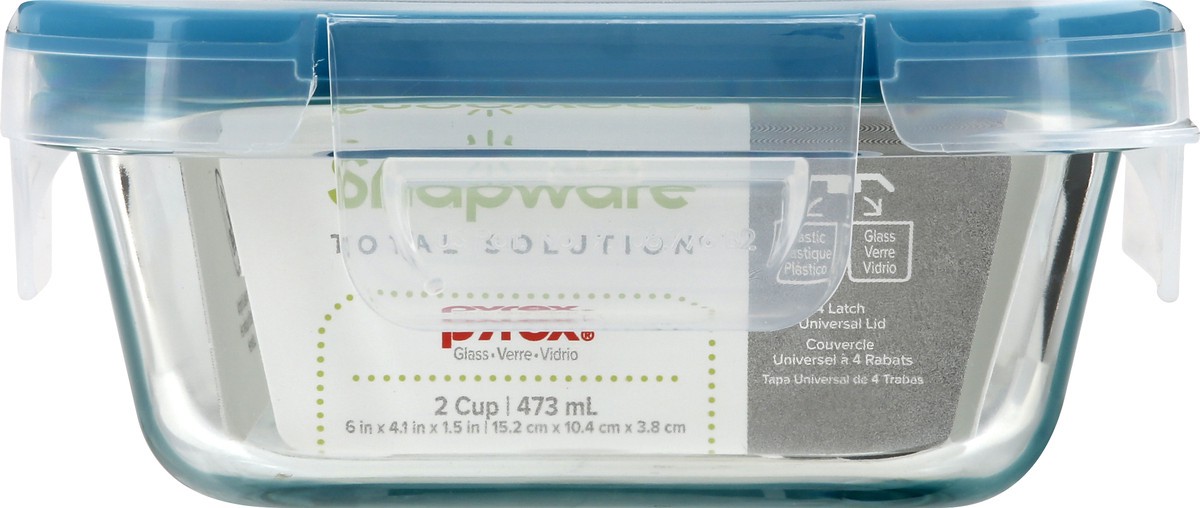 Snapware
TOTAL SOLUTION
Plástico
Glass
Verre
Vidrio
pyrex®
Glass • Verre • Vidrio
2 Cup | 473 mL
6 in x 4.1 in x 1.5 in | 15.2 cm x 10.4 cm x 3.8 cm
4 Latch
Universal Lid
Couvercle
Universel à 4 Rabats
Tapa Universal de 4 Trabas